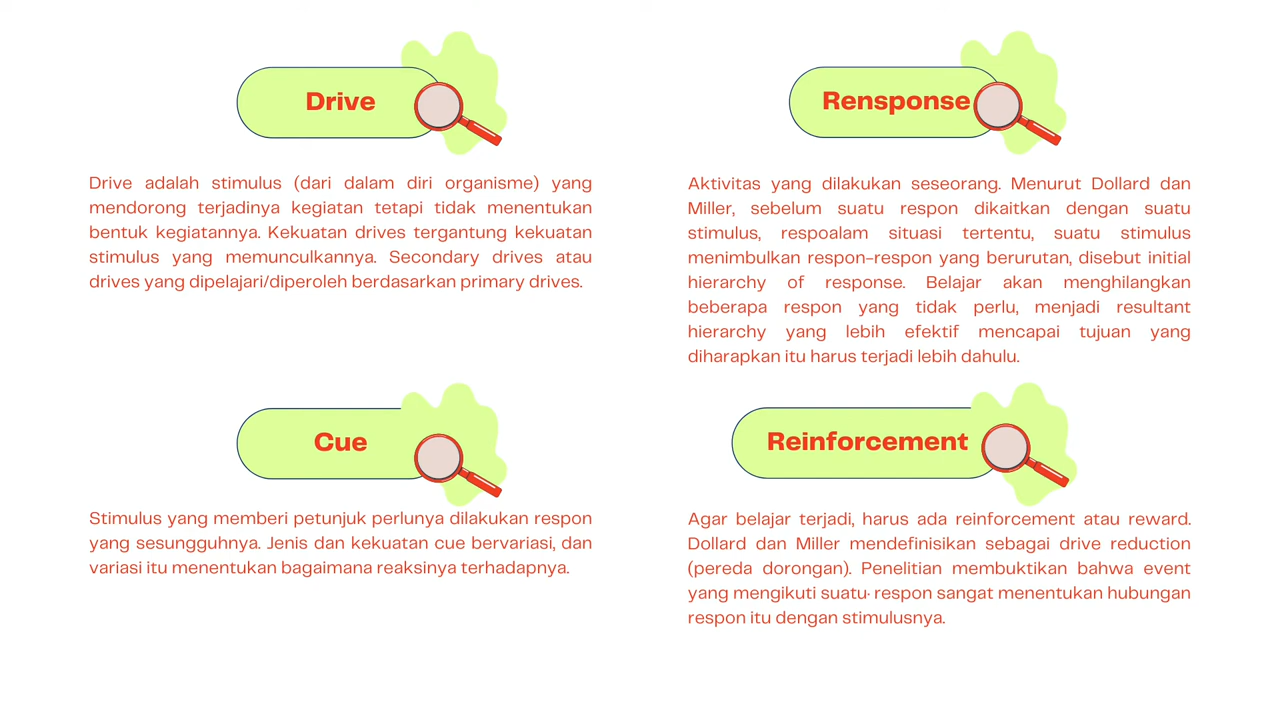 Drive
Drive adalah stimulus (dari dalam diri organisme) yang
mendorong terjadinya kegiatan tetapi tidak menentukan
bentuk kegiatannya. Kekuatan drives tergantung kekuatan
stimulus yang memunculkannya. Secondary drives atau
drives yang dipelajari/diperoleh berdasarkan primary drives.
Rensponse
Aktivitas yang dilakukan seseorang. Menurut Dollard dan
Miller, sebelum suatu respon dikaitkan dengan suatu
stimulus, respoalam situasi tertentu, suatu stimulus
menimbulkan respon-respon yang berurutan, disebut initial
hierarchy of response. Belajar akan menghilangkan
beberapa respon yang tidak perlu, menjadi resultant
hierarchy yang lebih efektif mencapai tujuan yang
diharapkan itu harus terjadi lebih dahulu.
Cue
Stimulus yang memberi petunjuk perlunya dilakukan respon
yang sesungguhnya. Jenis dan kekuatan cue bervariasi, dan
variasi itu menentukan bagaimana reaksinya terhadapnya.
Reinforcement
Agar belajar terjadi, harus ada reinforcement atau reward.
Dollard dan Miller mendefinisikan sebagai drive reduction
(pereda dorongan). Penelitian membuktikan bahwa event
yang mengikuti suatu· respon sangat menentukan hubungan
respon itu dengan stimulusnya.